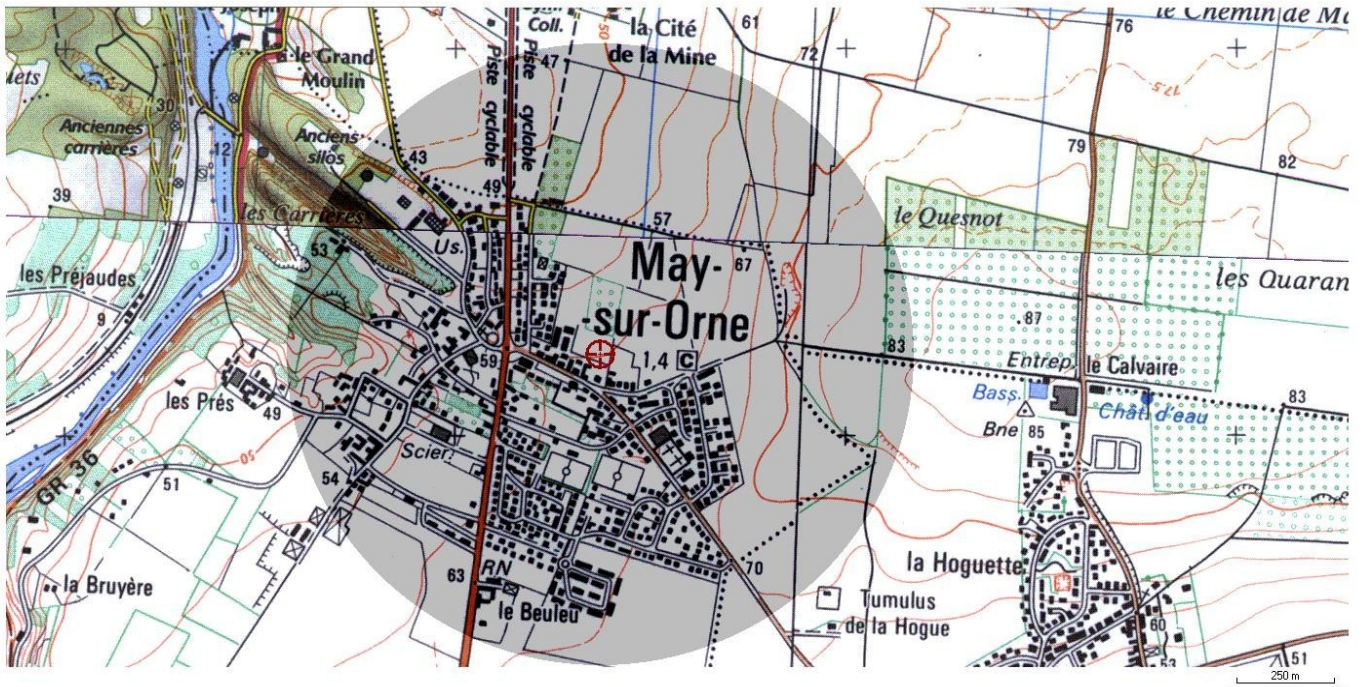 Coll.
la Cité
de la Mine
61
le Chemin de
76
50
le Grand
Moulin
47
Piste cyclable
Piste cyclable
72
30
17.5
Anciennes
carrières
12
Anciens
silos
43
79
82
39
49
les Carrières
57
le Quesnot
53
Us.
67
les Préjaudes
May-
-sur-Orne
les Quaran
9
87
59
1,4
C
83
Entrep.
le Calvaire
les Prés
49
Bass.
Chât. d'eau
83
Bne
85
Scier.
GR 36
50
51
54
la Hoguette
70
63
RN
la Bruyère
le Beuleu
Tumulus
de la Hogue
60
53
51
250 m